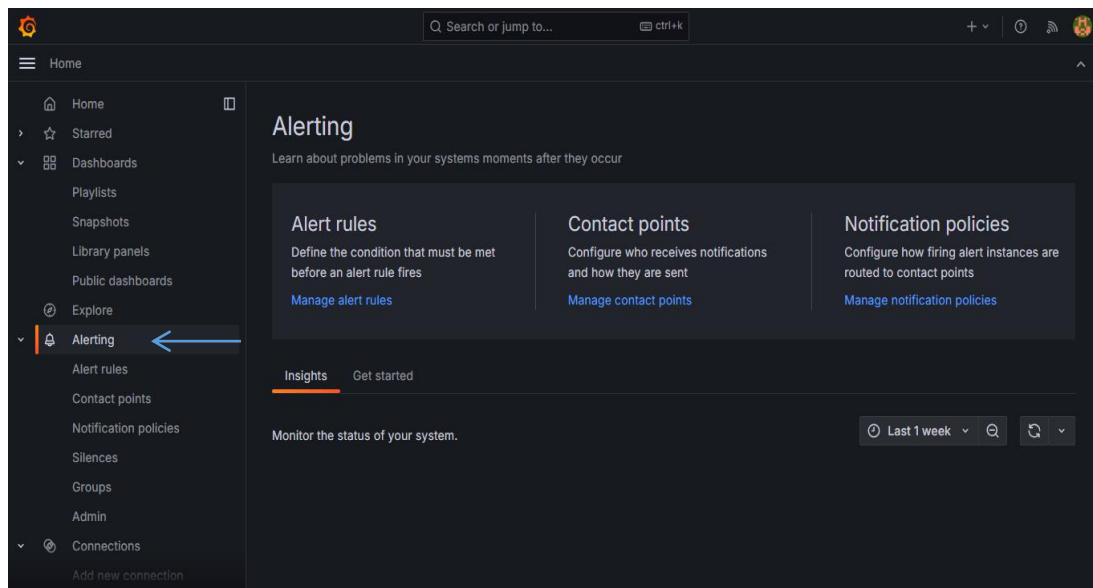 Search or jump to...
ctrl+k
Home
Home
Starred
Dashboards
Playlists
Snapshots
Library panels
Public dashboards
Explore
Alerting
Alert rules
Contact points
Notification policies
Silences
Groups
Admin
Connections
Add new connection
Alerting
Learn about problems in your systems moments after they occur
Alert rules
Define the condition that must be met
before an alert rule fires
Manage alert rules
Contact points
Configure who receives notifications
and how they are sent
Manage contact points
Notification policies
Configure how firing alert instances are
routed to contact points
Manage notification policies
Insights
Get started
Monitor the status of your system.
Last 1 week